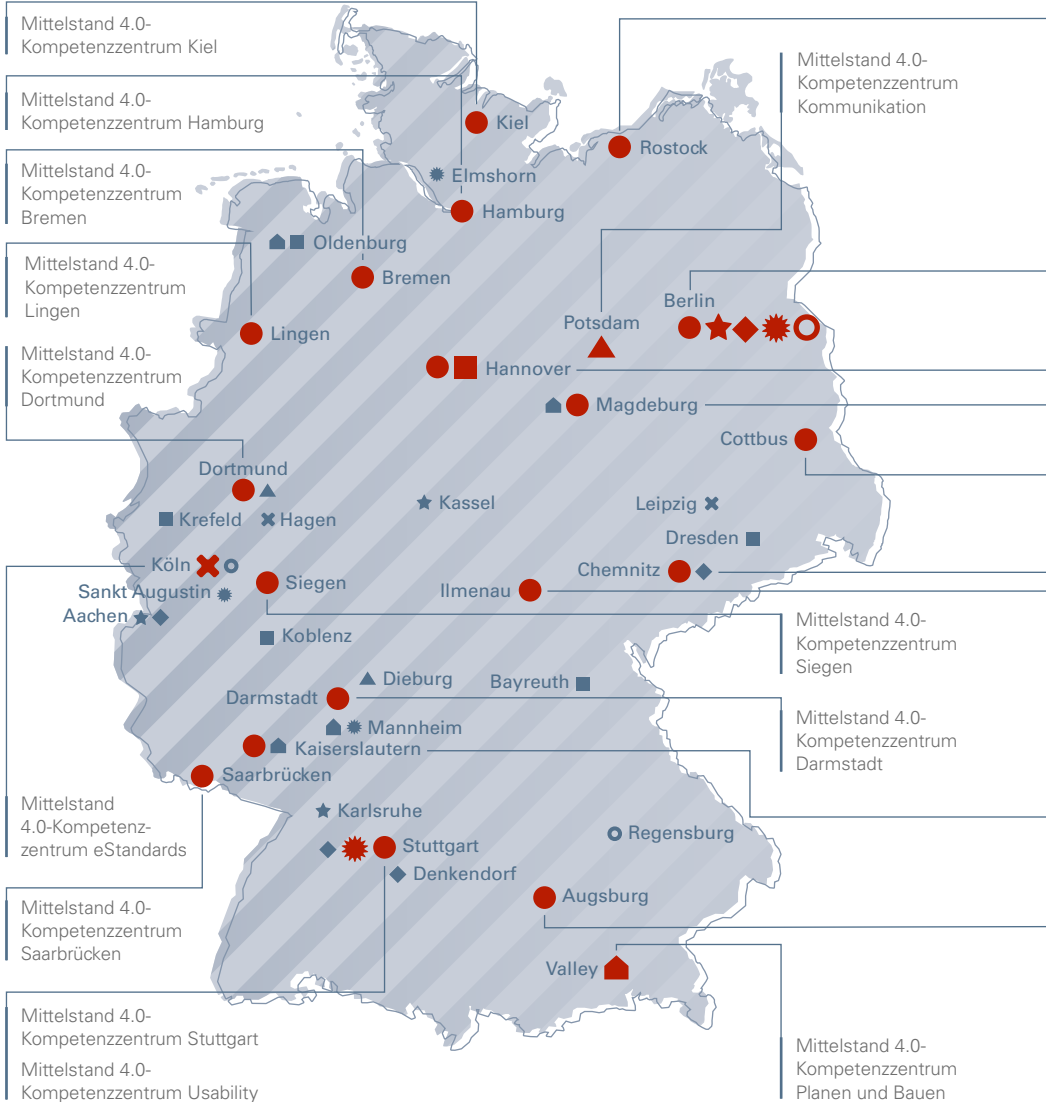 Mittelstand 4.0-
Kompetenzzentrum Kiel
Mittelstand 4.0-
Kompetenzzentrum Hamburg
Mittelstand 4.0-
Kompetenzzentrum
Bremen
Mittelstand 4.0-
Kompetenzzentrum
Lingen
Mittelstand 4.0-
Kompetenzzentrum
Dortmund
Mittelstand 4.0-
Kompetenzzentrum
Kommunikation
Kiel
Rostock
Elmshorn
Hamburg
Oldenburg
Bremen
Berlin
Potsdam
Lingen
Hannover
Magdeburg
Cottbus
Dortmund
Kassel
Leipzig
Krefeld
Hagen
Dresden
Köln
Siegen
Ilmenau
Chemnitz
Sankt Augustin
Aachen
Koblenz
Dieburg
Bayreuth
Darmstadt
Mannheim
Kaiserslautern
Saarbrücken
Karlsruhe
Regensburg
Stuttgart
Denkendorf
Augsburg
Valley
Mittelstand 4.0-
Kompetenzzentrum
Siegen
Mittelstand 4.0-
Kompetenzzentrum
Darmstadt
Mittelstand
4.0-Kompetenz-
zentrum eStandards
Mittelstand 4.0-
Kompetenzzentrum
Saarbrücken
Mittelstand 4.0-
Kompetenzzentrum Stuttgart
Mittelstand 4.0-
Kompetenzzentrum Usability
Mittelstand 4.0-
Kompetenzzentrum
Planen und Bauen